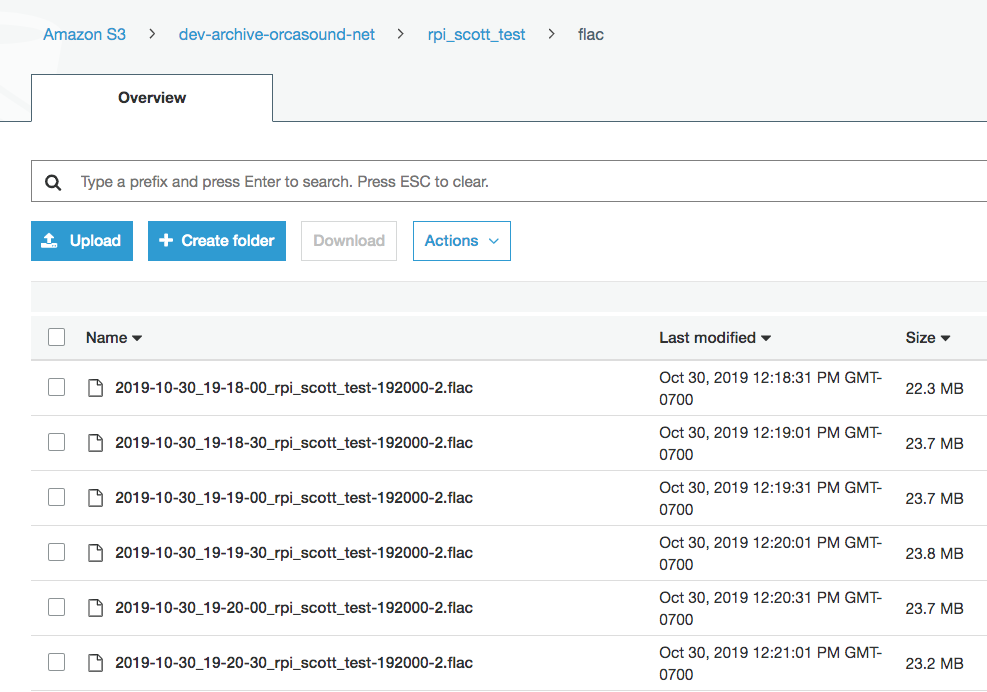 Amazon S3 > dev-archive-orcasound-net > rpi_scott_test > flac
Overview
Type a prefix and press Enter to search. Press ESC to clear.
Upload Create folder Download Actions
Name Last modified Size
2019-10-30_19-18-00_rpi_scott_test-192000-2.flac Oct 30, 2019 12:18:31 PM GMT-
0700 22.3 MB
2019-10-30_19-18-30_rpi_scott_test-192000-2.flac Oct 30, 2019 12:19:01 PM GMT-
0700 23.7 MB
2019-10-30_19-19-00_rpi_scott_test-192000-2.flac Oct 30, 2019 12:19:31 PM GMT-
0700 23.7 MB
2019-10-30_19-19-30_rpi_scott_test-192000-2.flac Oct 30, 2019 12:20:01 PM GMT-
0700 23.8 MB
2019-10-30_19-20-00_rpi_scott_test-192000-2.flac Oct 30, 2019 12:20:31 PM GMT-
0700 23.7 MB
2019-10-30_19-20-30_rpi_scott_test-192000-2.flac Oct 30, 2019 12:21:01 PM GMT-
0700 23.2 MB